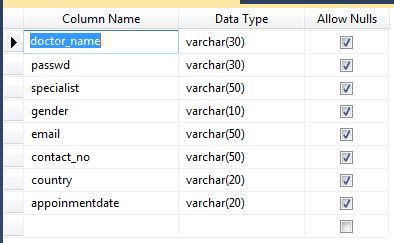 Column Name Data Type Allow Nulls
doctor_name varchar(30)
passwd varchar(30)
specialist varchar(50)
gender varchar(10)
email varchar(50)
contact_no varchar(50)
country varchar(20)
appoinmentdate varchar(20)